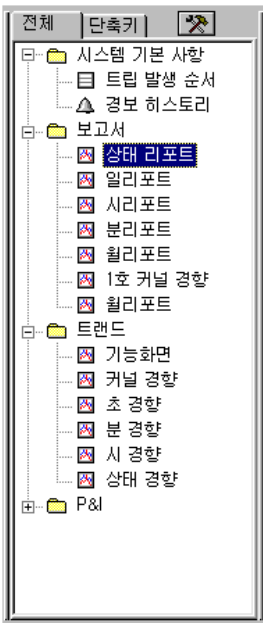 전체 단축키
시스템 기본 사항
트립 발생 순서
경보 히스토리
보고서
상태 리포트
일리포트
시리포트
분리포트
월리포트
1호 커널 경향
월리포트
트랜드
기능화면
커널 경향
초 경향
분 경향
시 경향
상태 경향
P&I